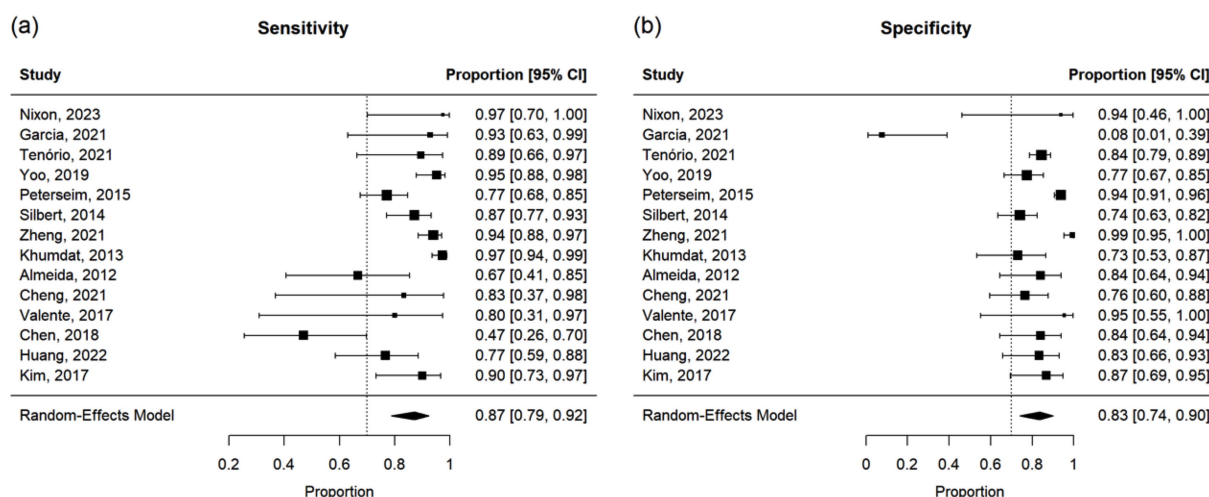 (a) Sensitivity
Study Proportion [95% CI]
Nixon, 2023 0.97 [0.70, 1.00]
Garcia, 2021 0.93 [0.63, 0.99]
Tenório, 2021 0.89 [0.66, 0.97]
Yoo, 2019 0.95 [0.88, 0.98]
Peterseim, 2015 0.77 [0.68, 0.85]
Silbert, 2014 0.87 [0.77, 0.93]
Zheng, 2021 0.94 [0.88, 0.97]
Khumdat, 2013 0.97 [0.94, 0.99]
Almeida, 2012 0.67 [0.41, 0.85]
Cheng, 2021 0.83 [0.37, 0.98]
Valente, 2017 0.80 [0.31, 0.97]
Chen, 2018 0.47 [0.26, 0.70]
Huang, 2022 0.77 [0.59, 0.88]
Kim, 2017 0.90 [0.73, 0.97]
Random-Effects Model 0.87 [0.79, 0.92]
0.2 0.4 0.6 0.8 1
Proportion
(b) Specificity
Study Proportion [95% CI]
Nixon, 2023 0.94 [0.46, 1.00]
Garcia, 2021 0.08 [0.01, 0.39]
Tenório, 2021 0.84 [0.79, 0.89]
Yoo, 2019 0.77 [0.67, 0.85]
Peterseim, 2015 0.94 [0.91, 0.96]
Silbert, 2014 0.74 [0.63, 0.82]
Zheng, 2021 0.99 [0.95, 1.00]
Khumdat, 2013 0.73 [0.53, 0.87]
Almeida, 2012 0.84 [0.64, 0.94]
Cheng, 2021 0.76 [0.60, 0.88]
Valente, 2017 0.95 [0.55, 1.00]
Chen, 2018 0.84 [0.64, 0.94]
Huang, 2022 0.83 [0.66, 0.93]
Kim, 2017 0.87 [0.69, 0.95]
Random-Effects Model 0.83 [0.74, 0.90]
0 0.2 0.4 0.6 0.8 1
Proportion